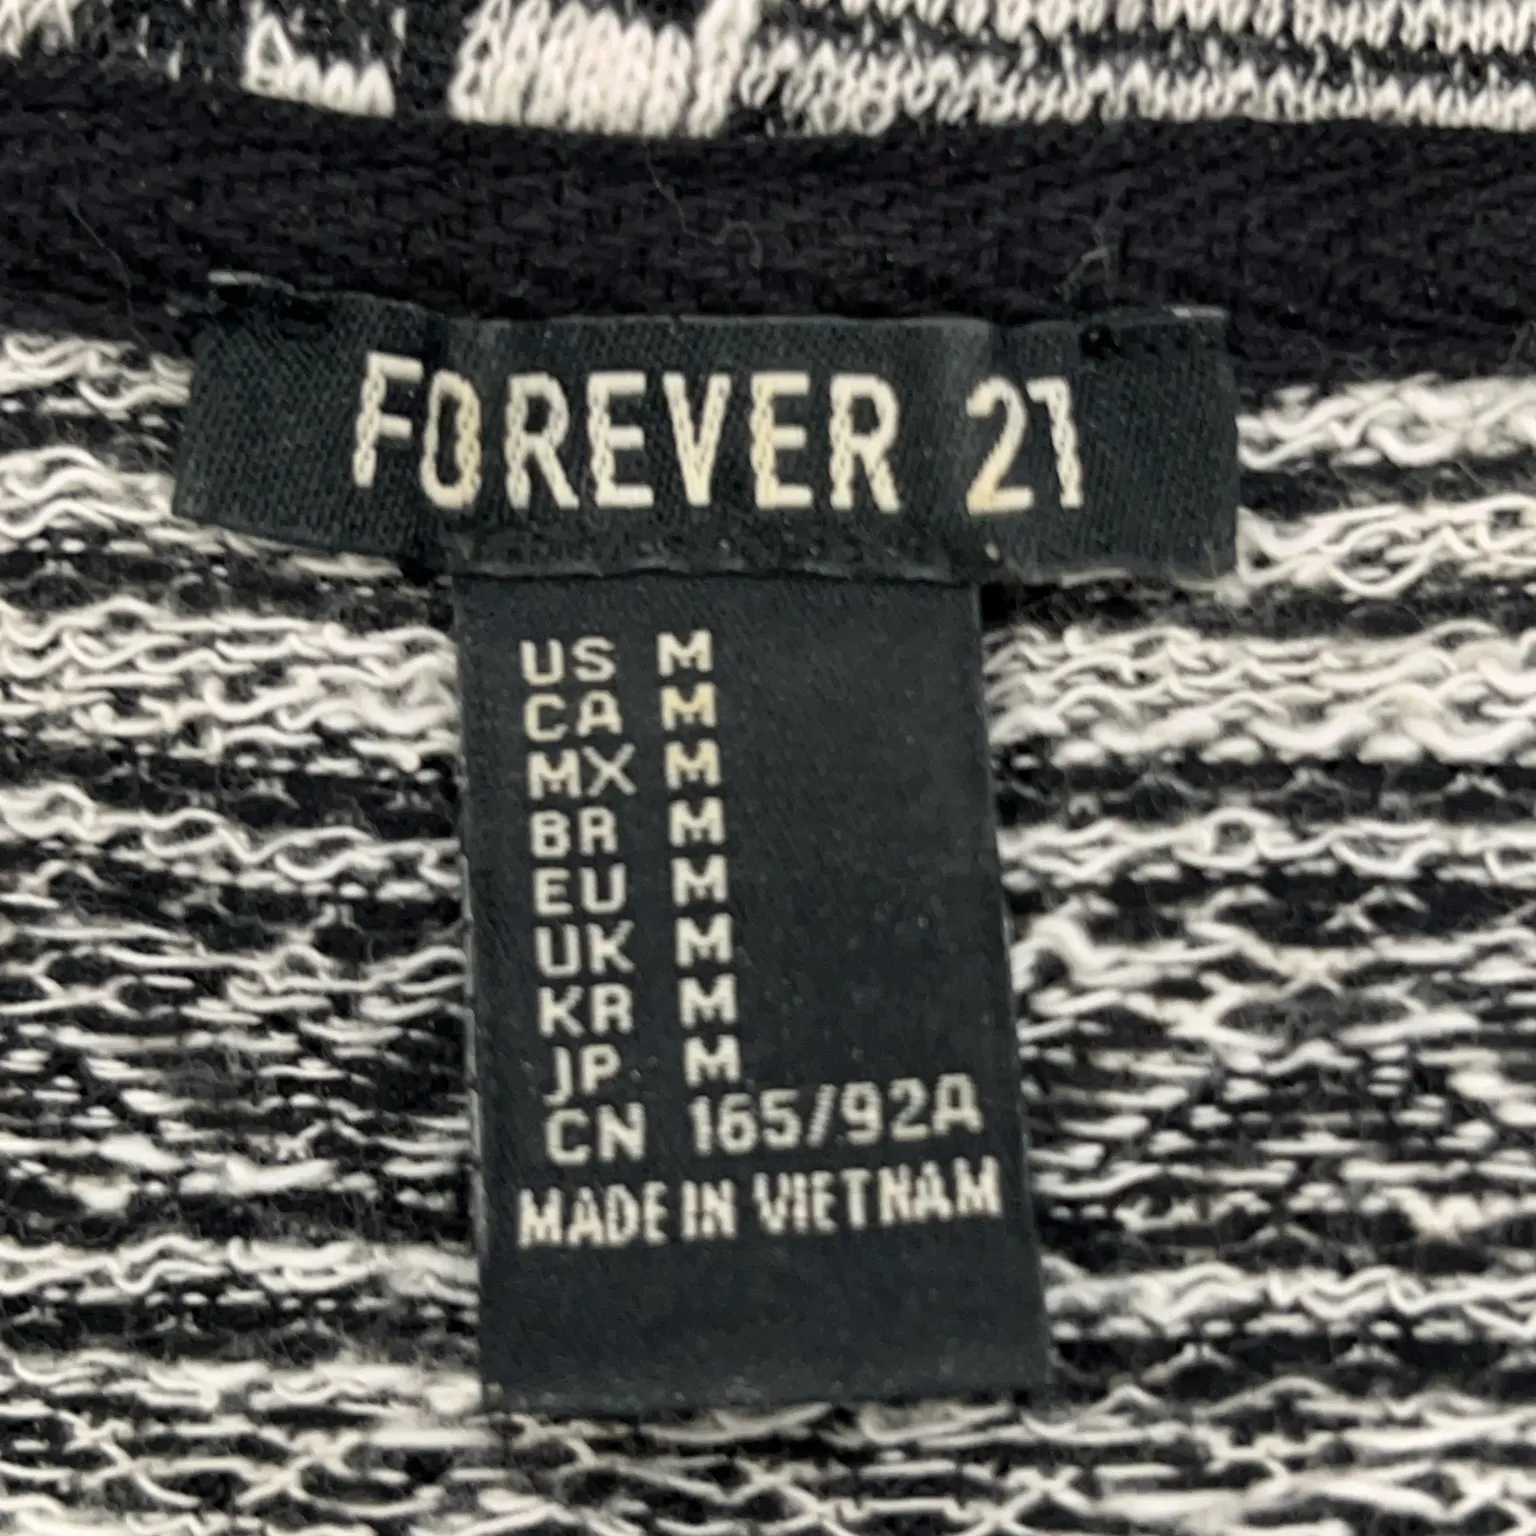 FOREVER 21
US M
CA M
MX M
BR M
EU M
UK M
KR M
JP M
CN 165/92A
MADE IN VIETNAM